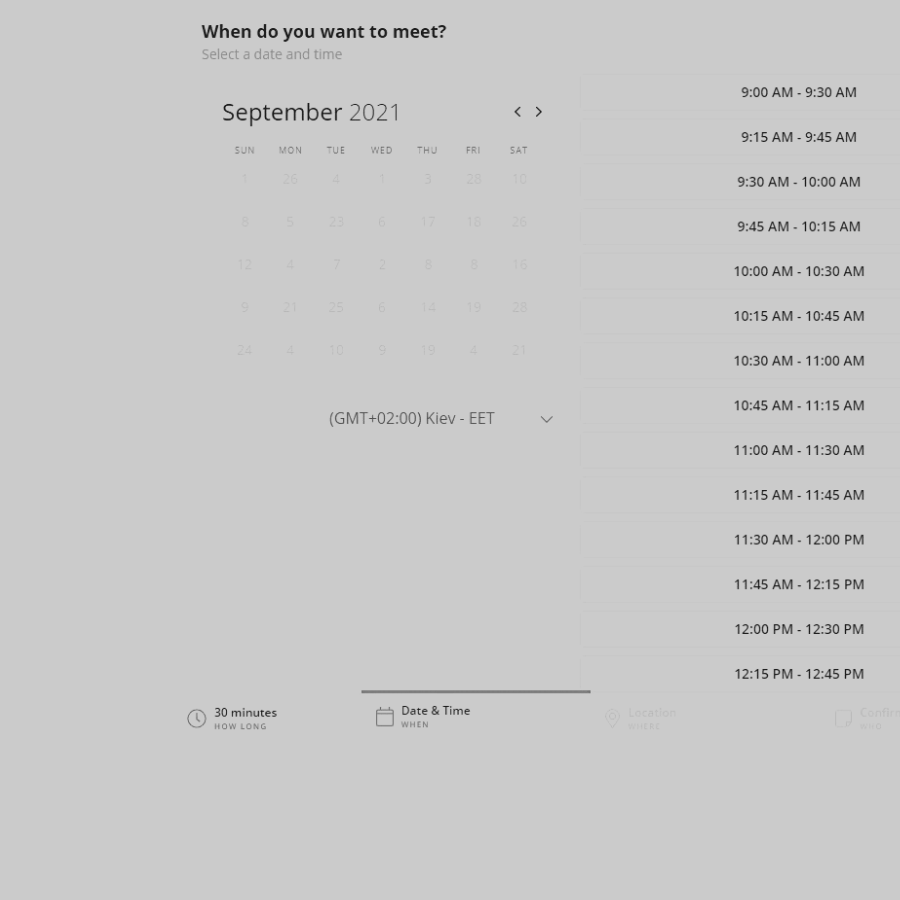 When do you want to meet?
Select a date and time
September 2021
SUN MON TUE WED THU FRI SAT
1 26 4 1 3 28 10
8 5 23 6 17 18 26
12 4 7 2 8 8 16
9 21 25 6 14 19 28
24 4 10 9 19 4 21
(GMT+02:00) Kiev - EET
9:00 AM - 9:30 AM
9:15 AM - 9:45 AM
9:30 AM - 10:00 AM
9:45 AM - 10:15 AM
10:00 AM - 10:30 AM
10:15 AM - 10:45 AM
10:30 AM - 11:00 AM
10:45 AM - 11:15 AM
11:00 AM - 11:30 AM
11:15 AM - 11:45 AM
11:30 AM - 12:00 PM
11:45 AM - 12:15 PM
12:00 PM - 12:30 PM
12:15 PM - 12:45 PM
30 minutes
HOW LONG
Date & Time
WHEN
Location
WHERE
Confirm
WHO